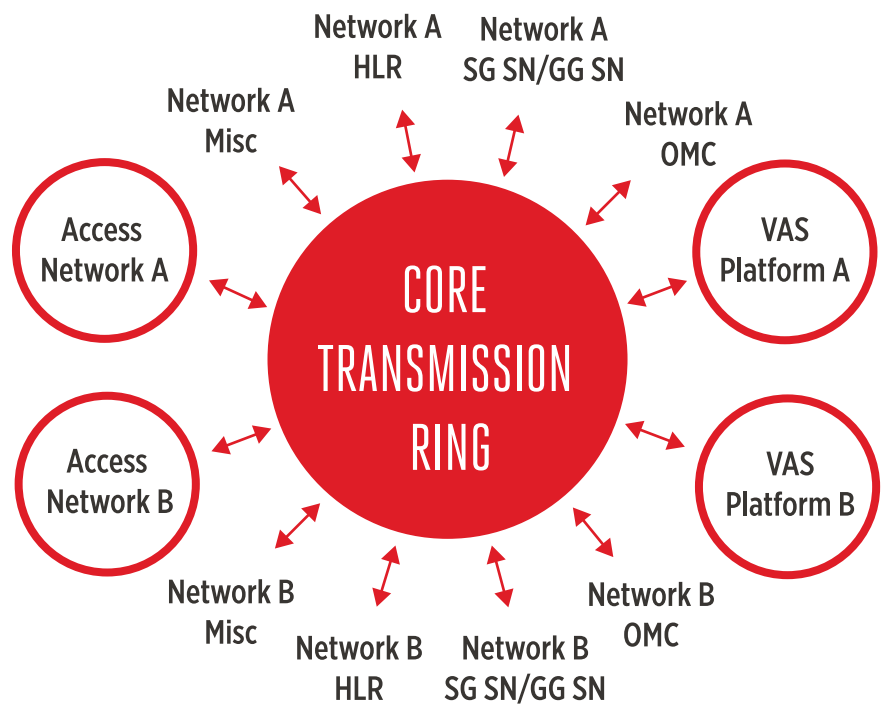 Network A
HLR
Network A
SG SN/GG SN
Network A
Misc
Network A
OMC
Access
Network A
VAS
Platform A
CORE
TRANSMISSION
RING
Access
Network B
VAS
Platform B
Network B
Misc
Network B
HLR
Network B
SG SN/GG SN
Network B
OMC